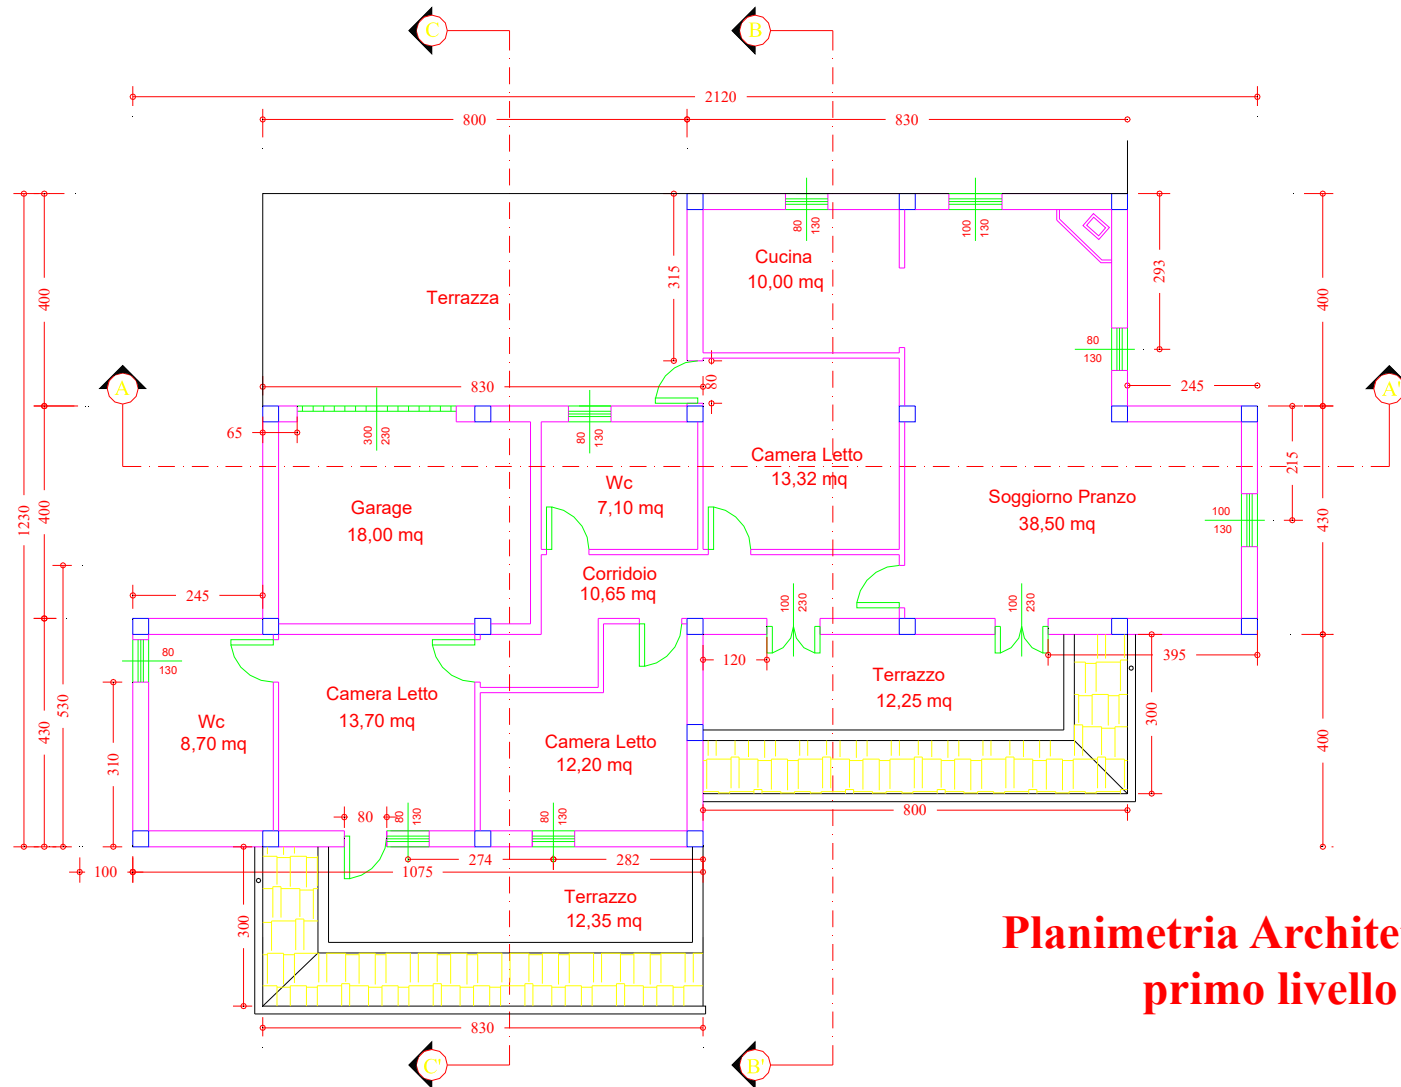 C
B
2120
800
830
80
130
100
130
Cucina
10,00 mq
315
293
400
400
Terrazza
80
130
A
A'
830
80
245
65
300
230
80
130
215
Camera Letto
13,32 mq
Wc
7,10 mq
Garage
18,00 mq
Soggiorno Pranzo
38,50 mq
100
130
1230
400
430
Corridoio
10,65 mq
245
100
230
100
230
80
130
120
395
Terrazzo
12,25 mq
530
Camera Letto
13,70 mq
Wc
8,70 mq
Camera Letto
12,20 mq
430
310
300
400
80
80
130
80
130
800
274
282
100
1075
Terrazzo
12,35 mq
300
Planimetria Archite
primo livello
830
C'
B'